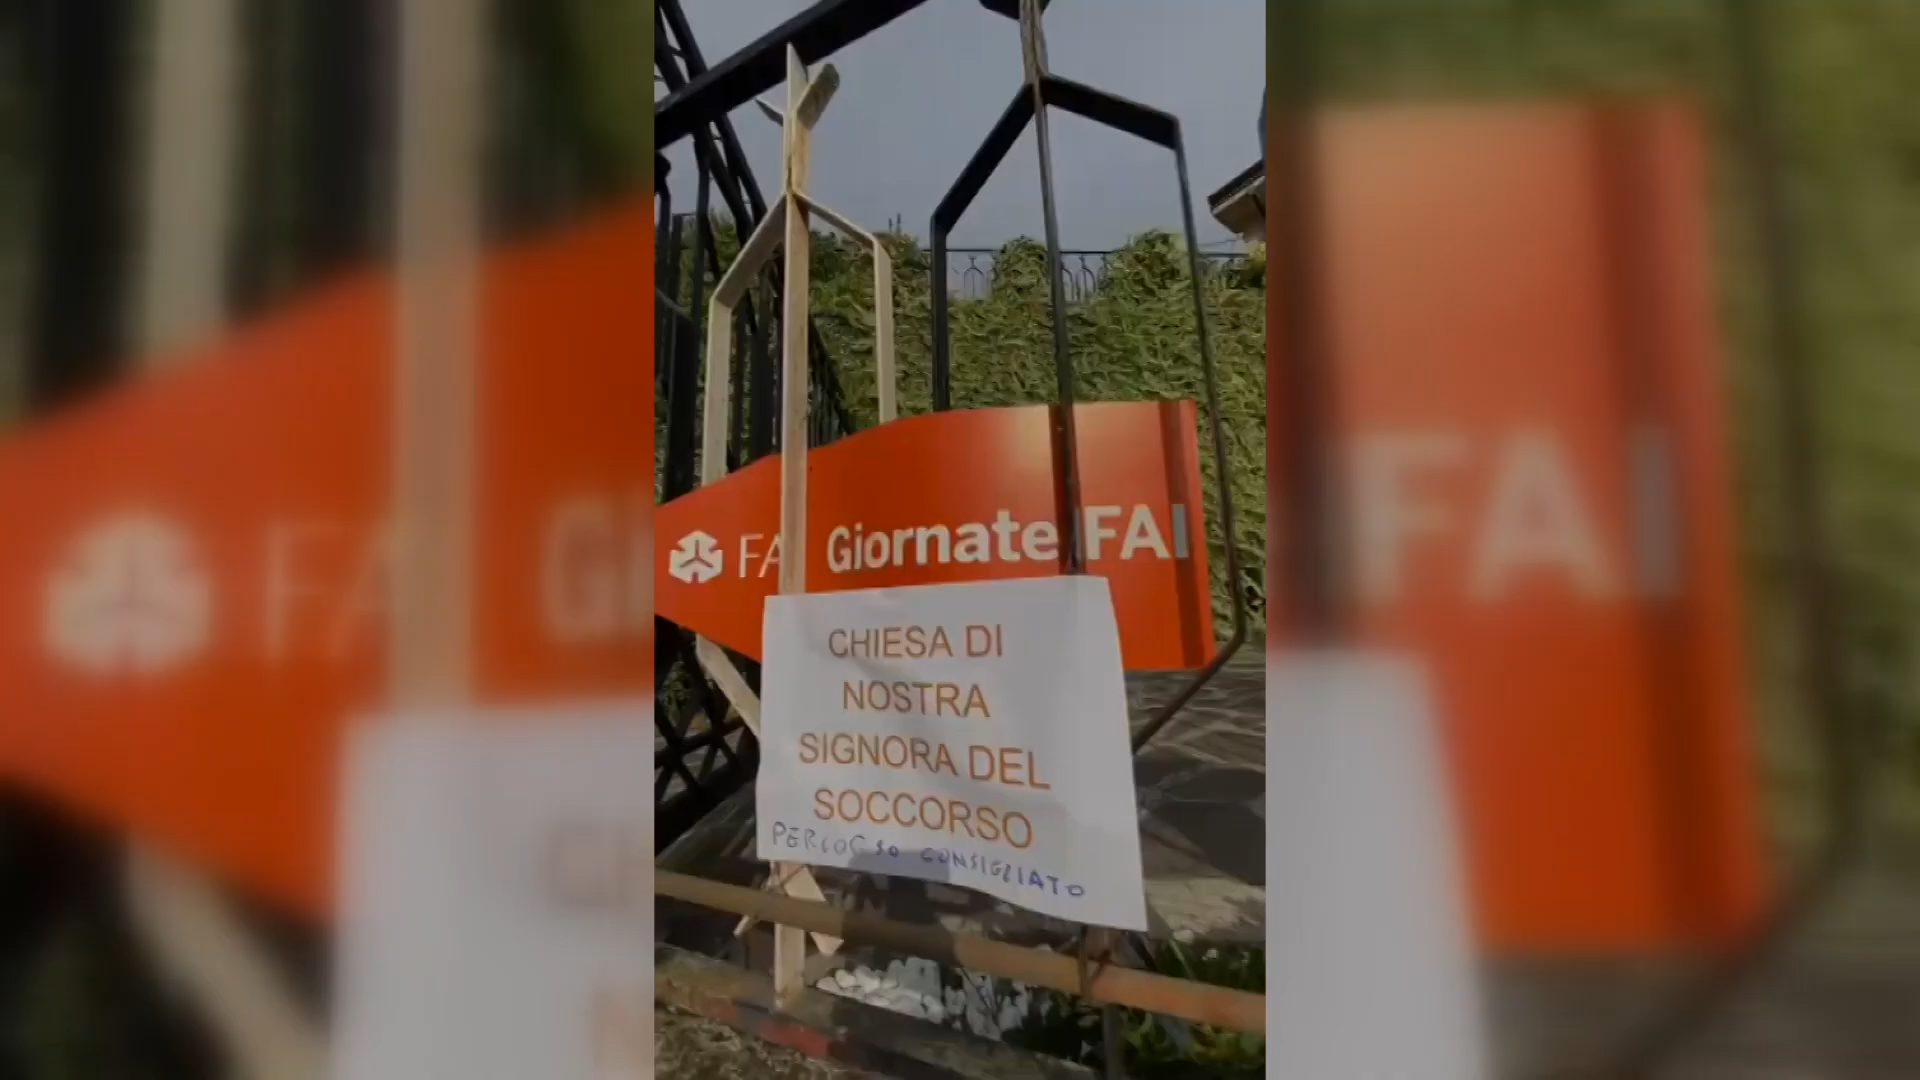 FAI Giornate FAI
CHIESA DI
NOSTRA
SIGNORA DEL
SOCCORSO
PERCORSO CONSIGLIATO